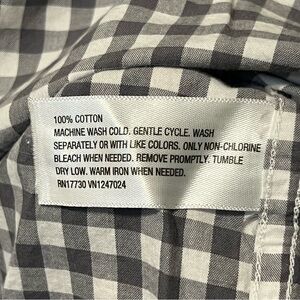 100% COTTON
MACHINE WASH COLD. GENTLE CYCLE. WASH
SEPARATELY OR WITH LIKE COLORS. ONLY NON-CHLORINE
BLEACH WHEN NEEDED. REMOVE PROMPTLY. TUMBLE
DRY LOW. WARM IRON WHEN NEEDED.
RN17730 VN1247024